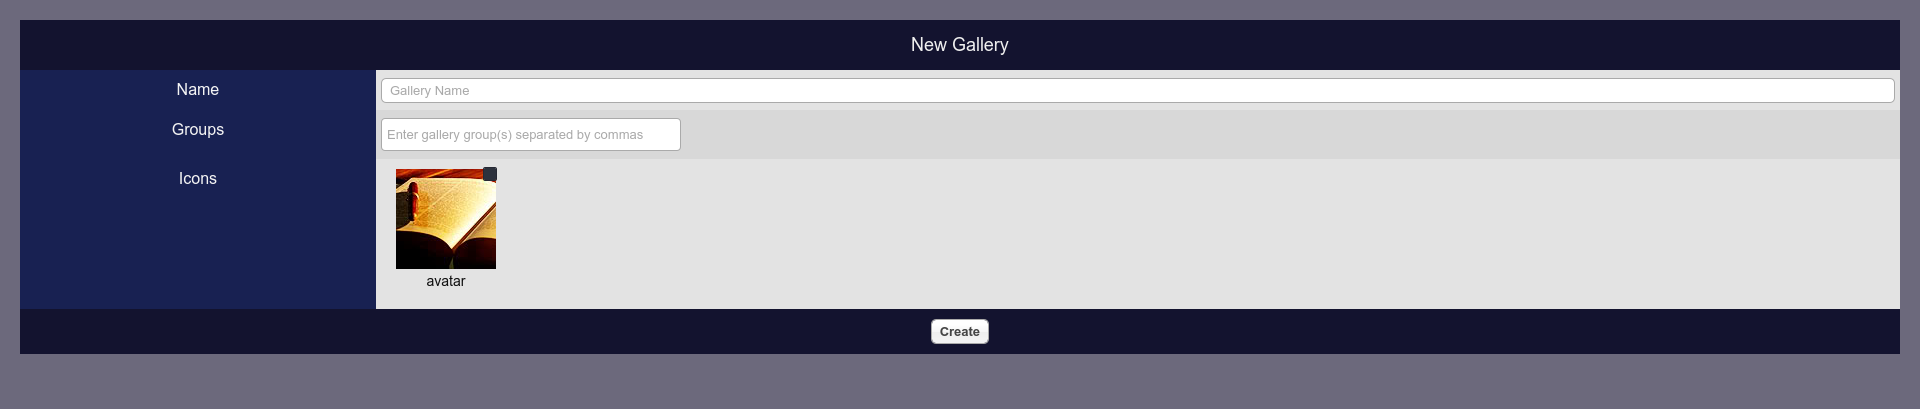 New Gallery
Name
Gallery Name
Groups
Enter gallery group(s) separated by commas
Icons
avatar
Create